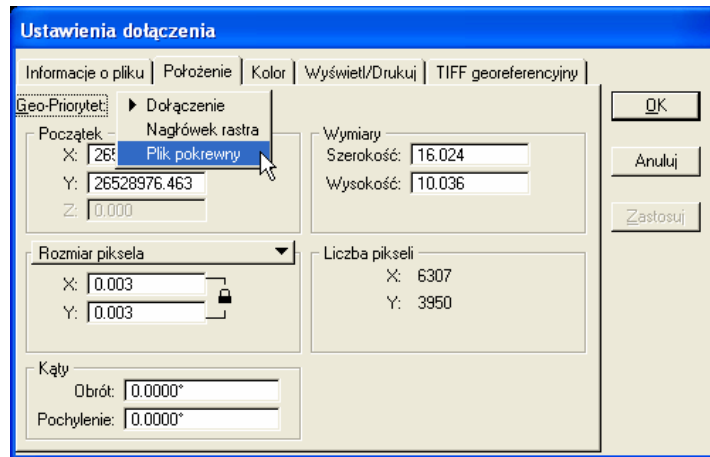 Ustawienia dołączenia
Informacje o pliku Położenie Kolor Wyświetl/Drukuj TIFF georeferencyjny
Geo-Priorytet: Dołączenie
Nagłówek rastra
Plik pokrewny
Początek
X: 265
Y: 26528976.463
Z: 0.000
Wymiary
Szerokość: 16.024
Wysokość: 10.036
OK
Anuluj
Zastosuj
Rozmiar piksela
X: 0.003
Y: 0.003
Liczba pikseli
X: 6307
Y: 3950
Kąty
Obrót: 0.0000°
Pochylenie: 0.0000°